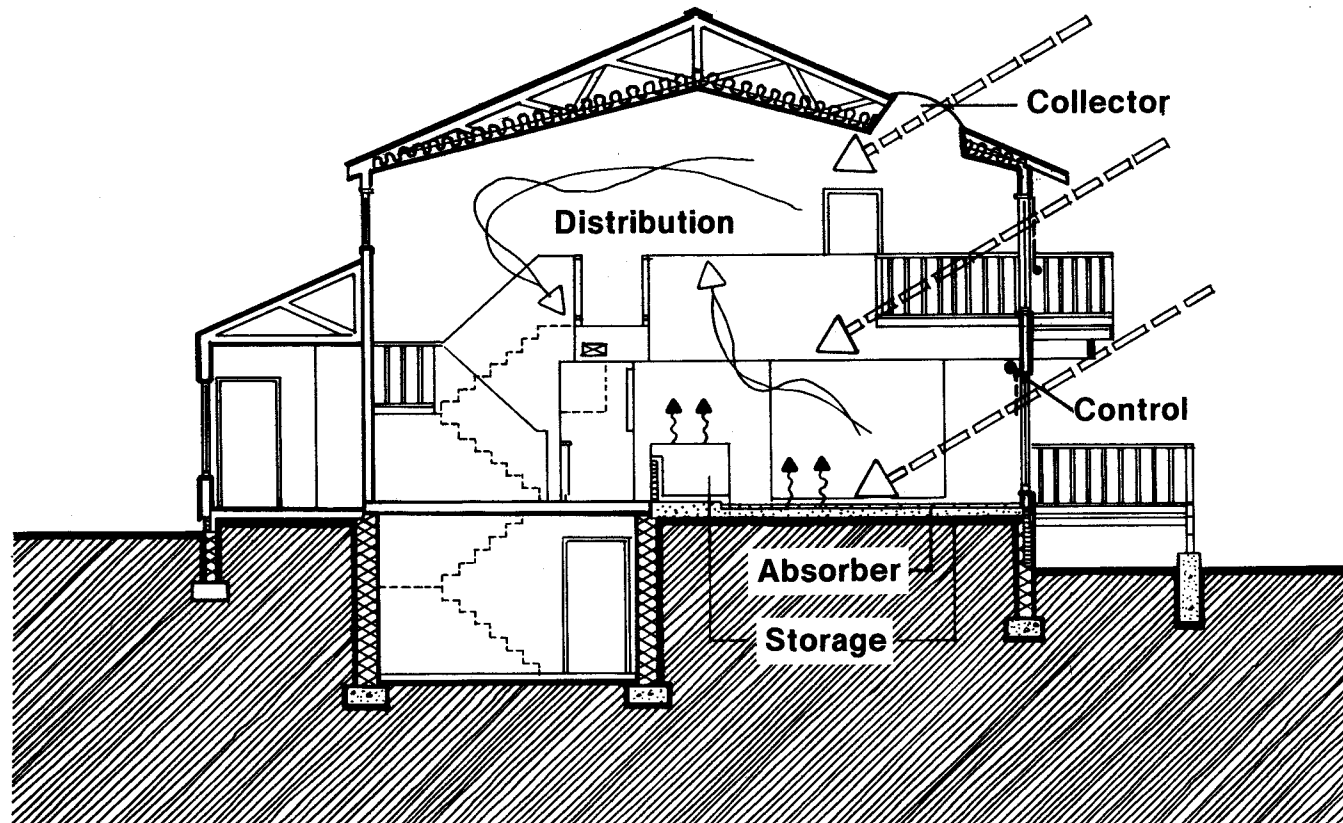 Collector
Distribution
Control
Absorber
Storage